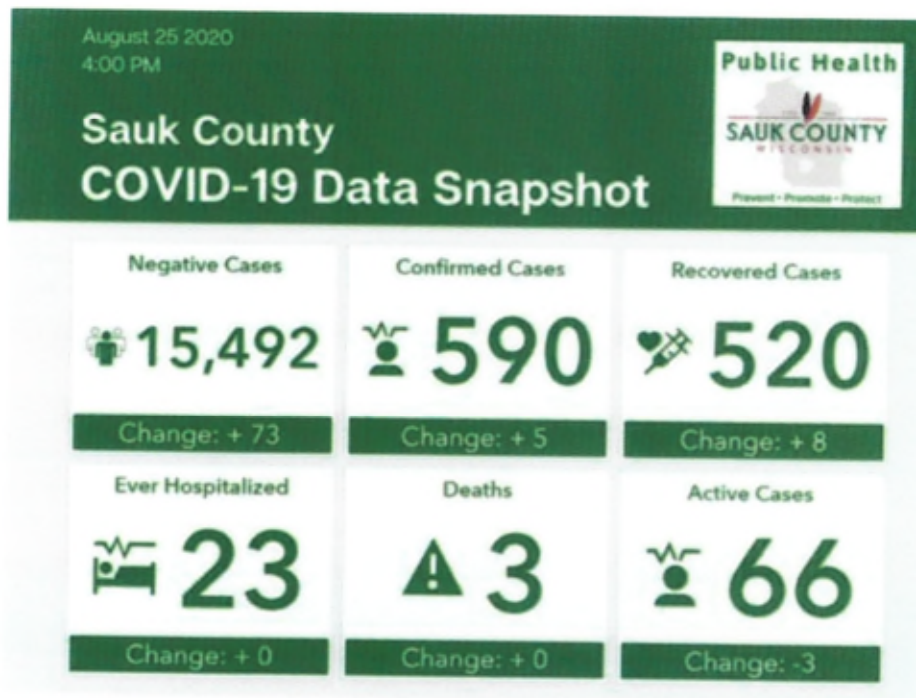 August 25 2020
4:00 PM
Sauk County
COVID-19 Data Snapshot
Public Health
SAUK COUNTY
WISCONSIN
Prevent • Promote • Protect
Negative Cases
15,492
Change: + 73
Confirmed Cases
590
Change: + 5
Recovered Cases
520
Change: + 8
Ever Hospitalized
23
Change: + 0
Deaths
3
Change: + 0
Active Cases
66
Change: -3